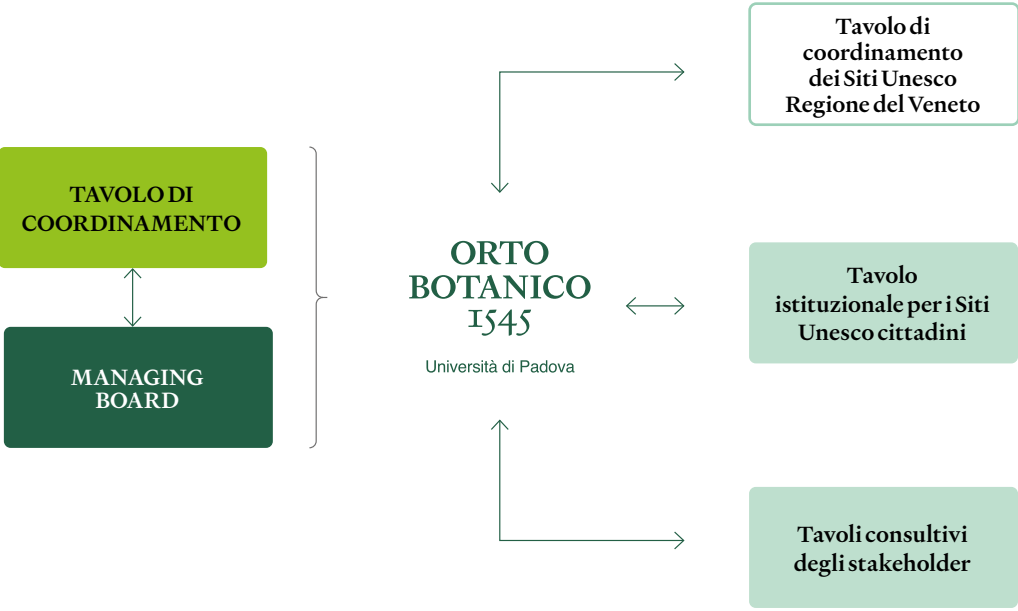 TAVOLO DI
COORDINAMENTO
MANAGING
BOARD
ORTO
BOTANICO
1545
Università di Padova
Tavolo di
coordinamento
dei Siti Unesco
Regione del Veneto
Tavolo
istituzionale per i Siti
Unesco cittadini
Tavoli consultivi
degli stakeholder